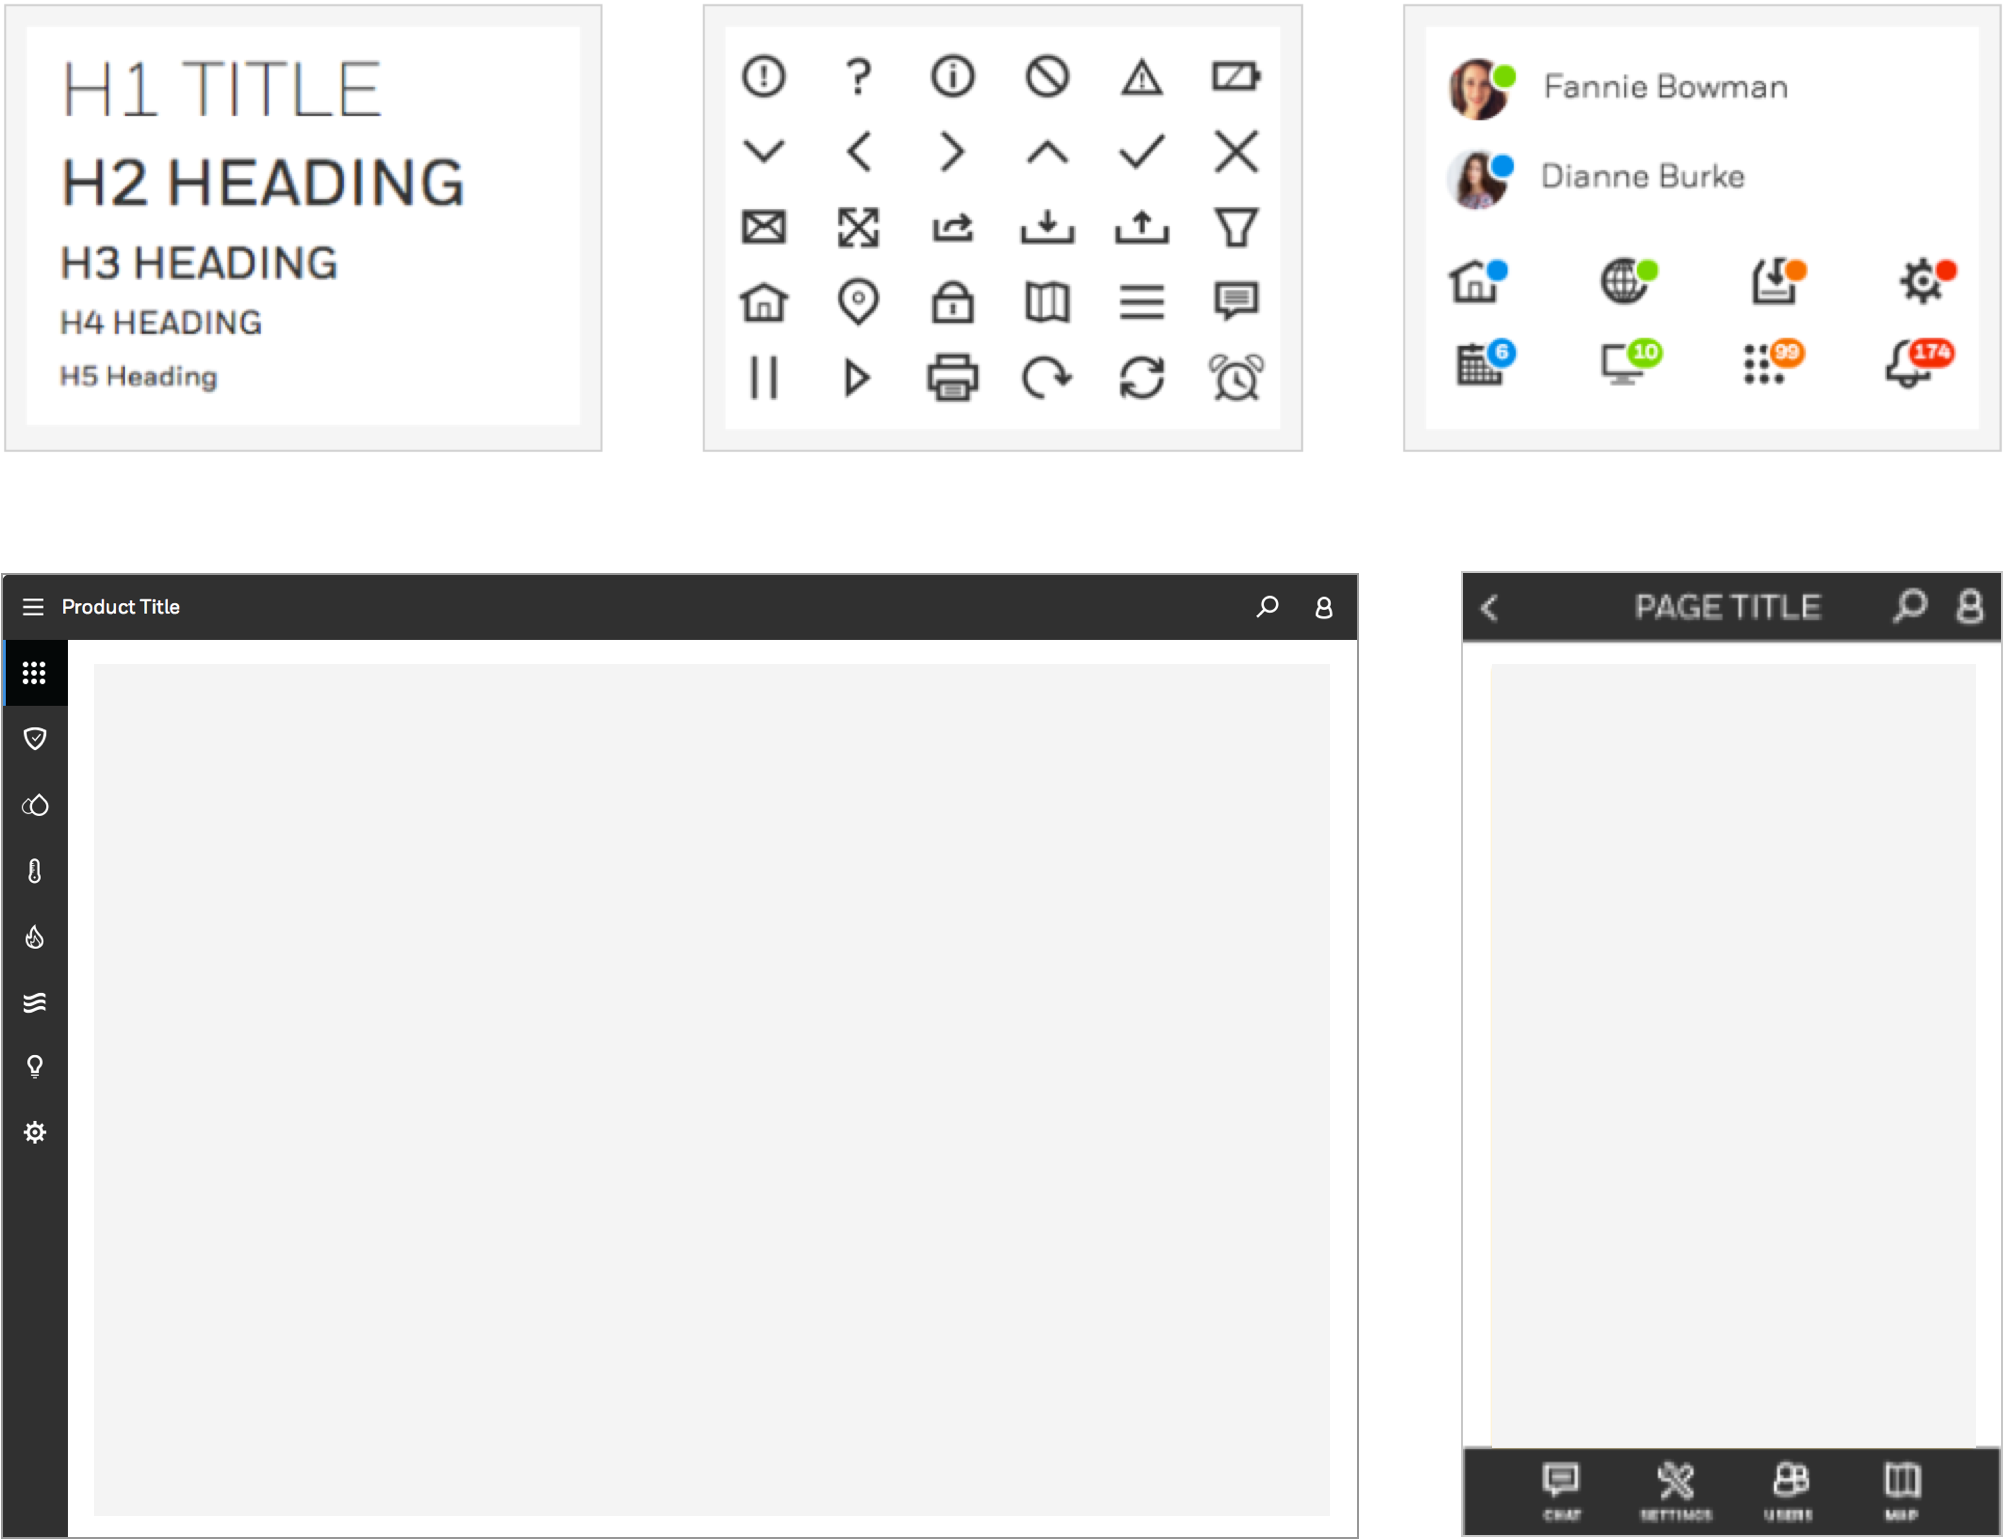 H1 TITLE
H2 HEADING
H3 HEADING
H4 HEADING
H5 Heading
Fannie Bowman
Dianne Burke
6
10
99
174
Product Title
PAGE TITLE
CHAT
SETTINGS
USERS
MAP